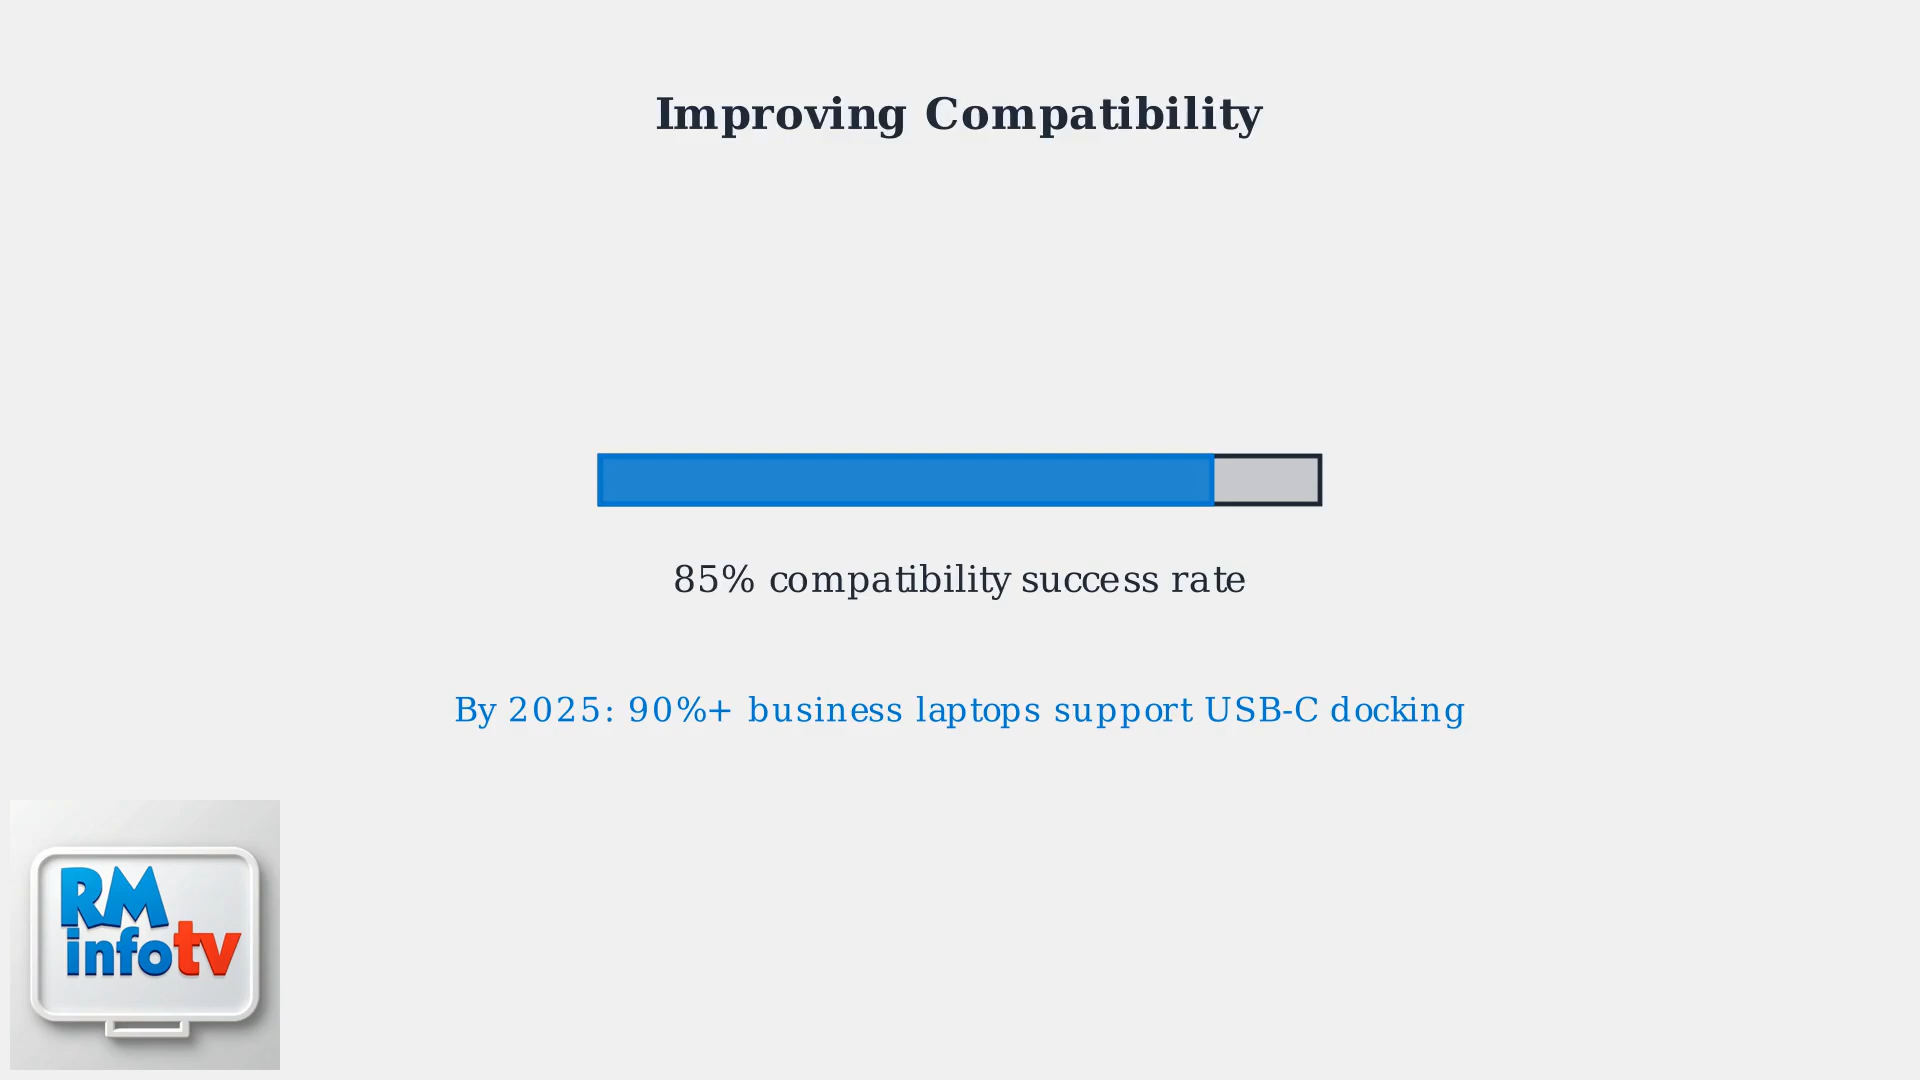 Improving Compatibility
85% compatibility success rate
By 2025: 90%+ business laptops support USB-C docking
RM
infotv